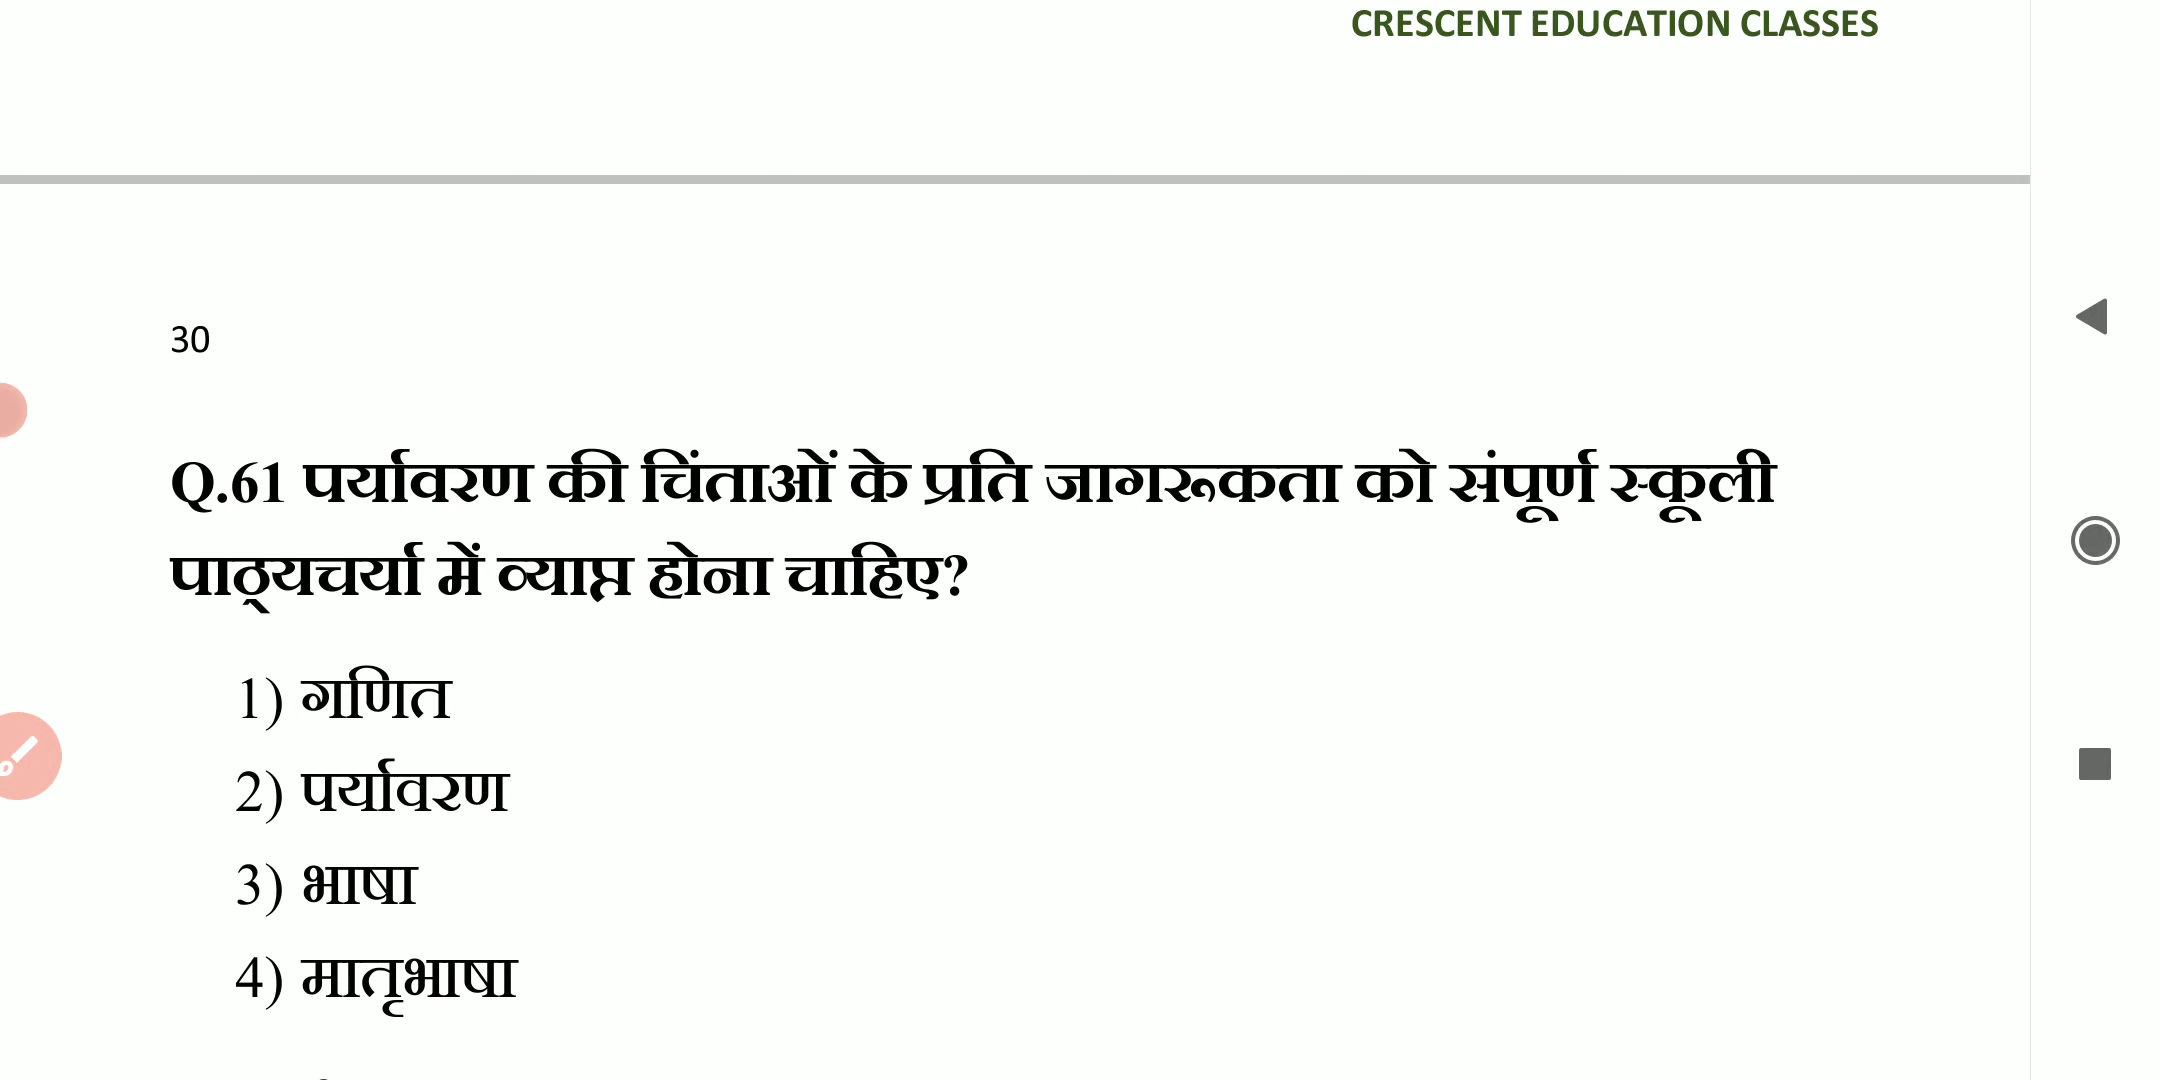 CRESCENT EDUCATION CLASSES
30
Q.61 पर्यावरण की चिंताओं के प्रति जागरूकता को संपूर्ण स्कूली
पाठ्यचर्या में व्याप्त होना चाहिए?
1) गणित
2) पर्यावरण
3) भाषा
4) मातृभाषा